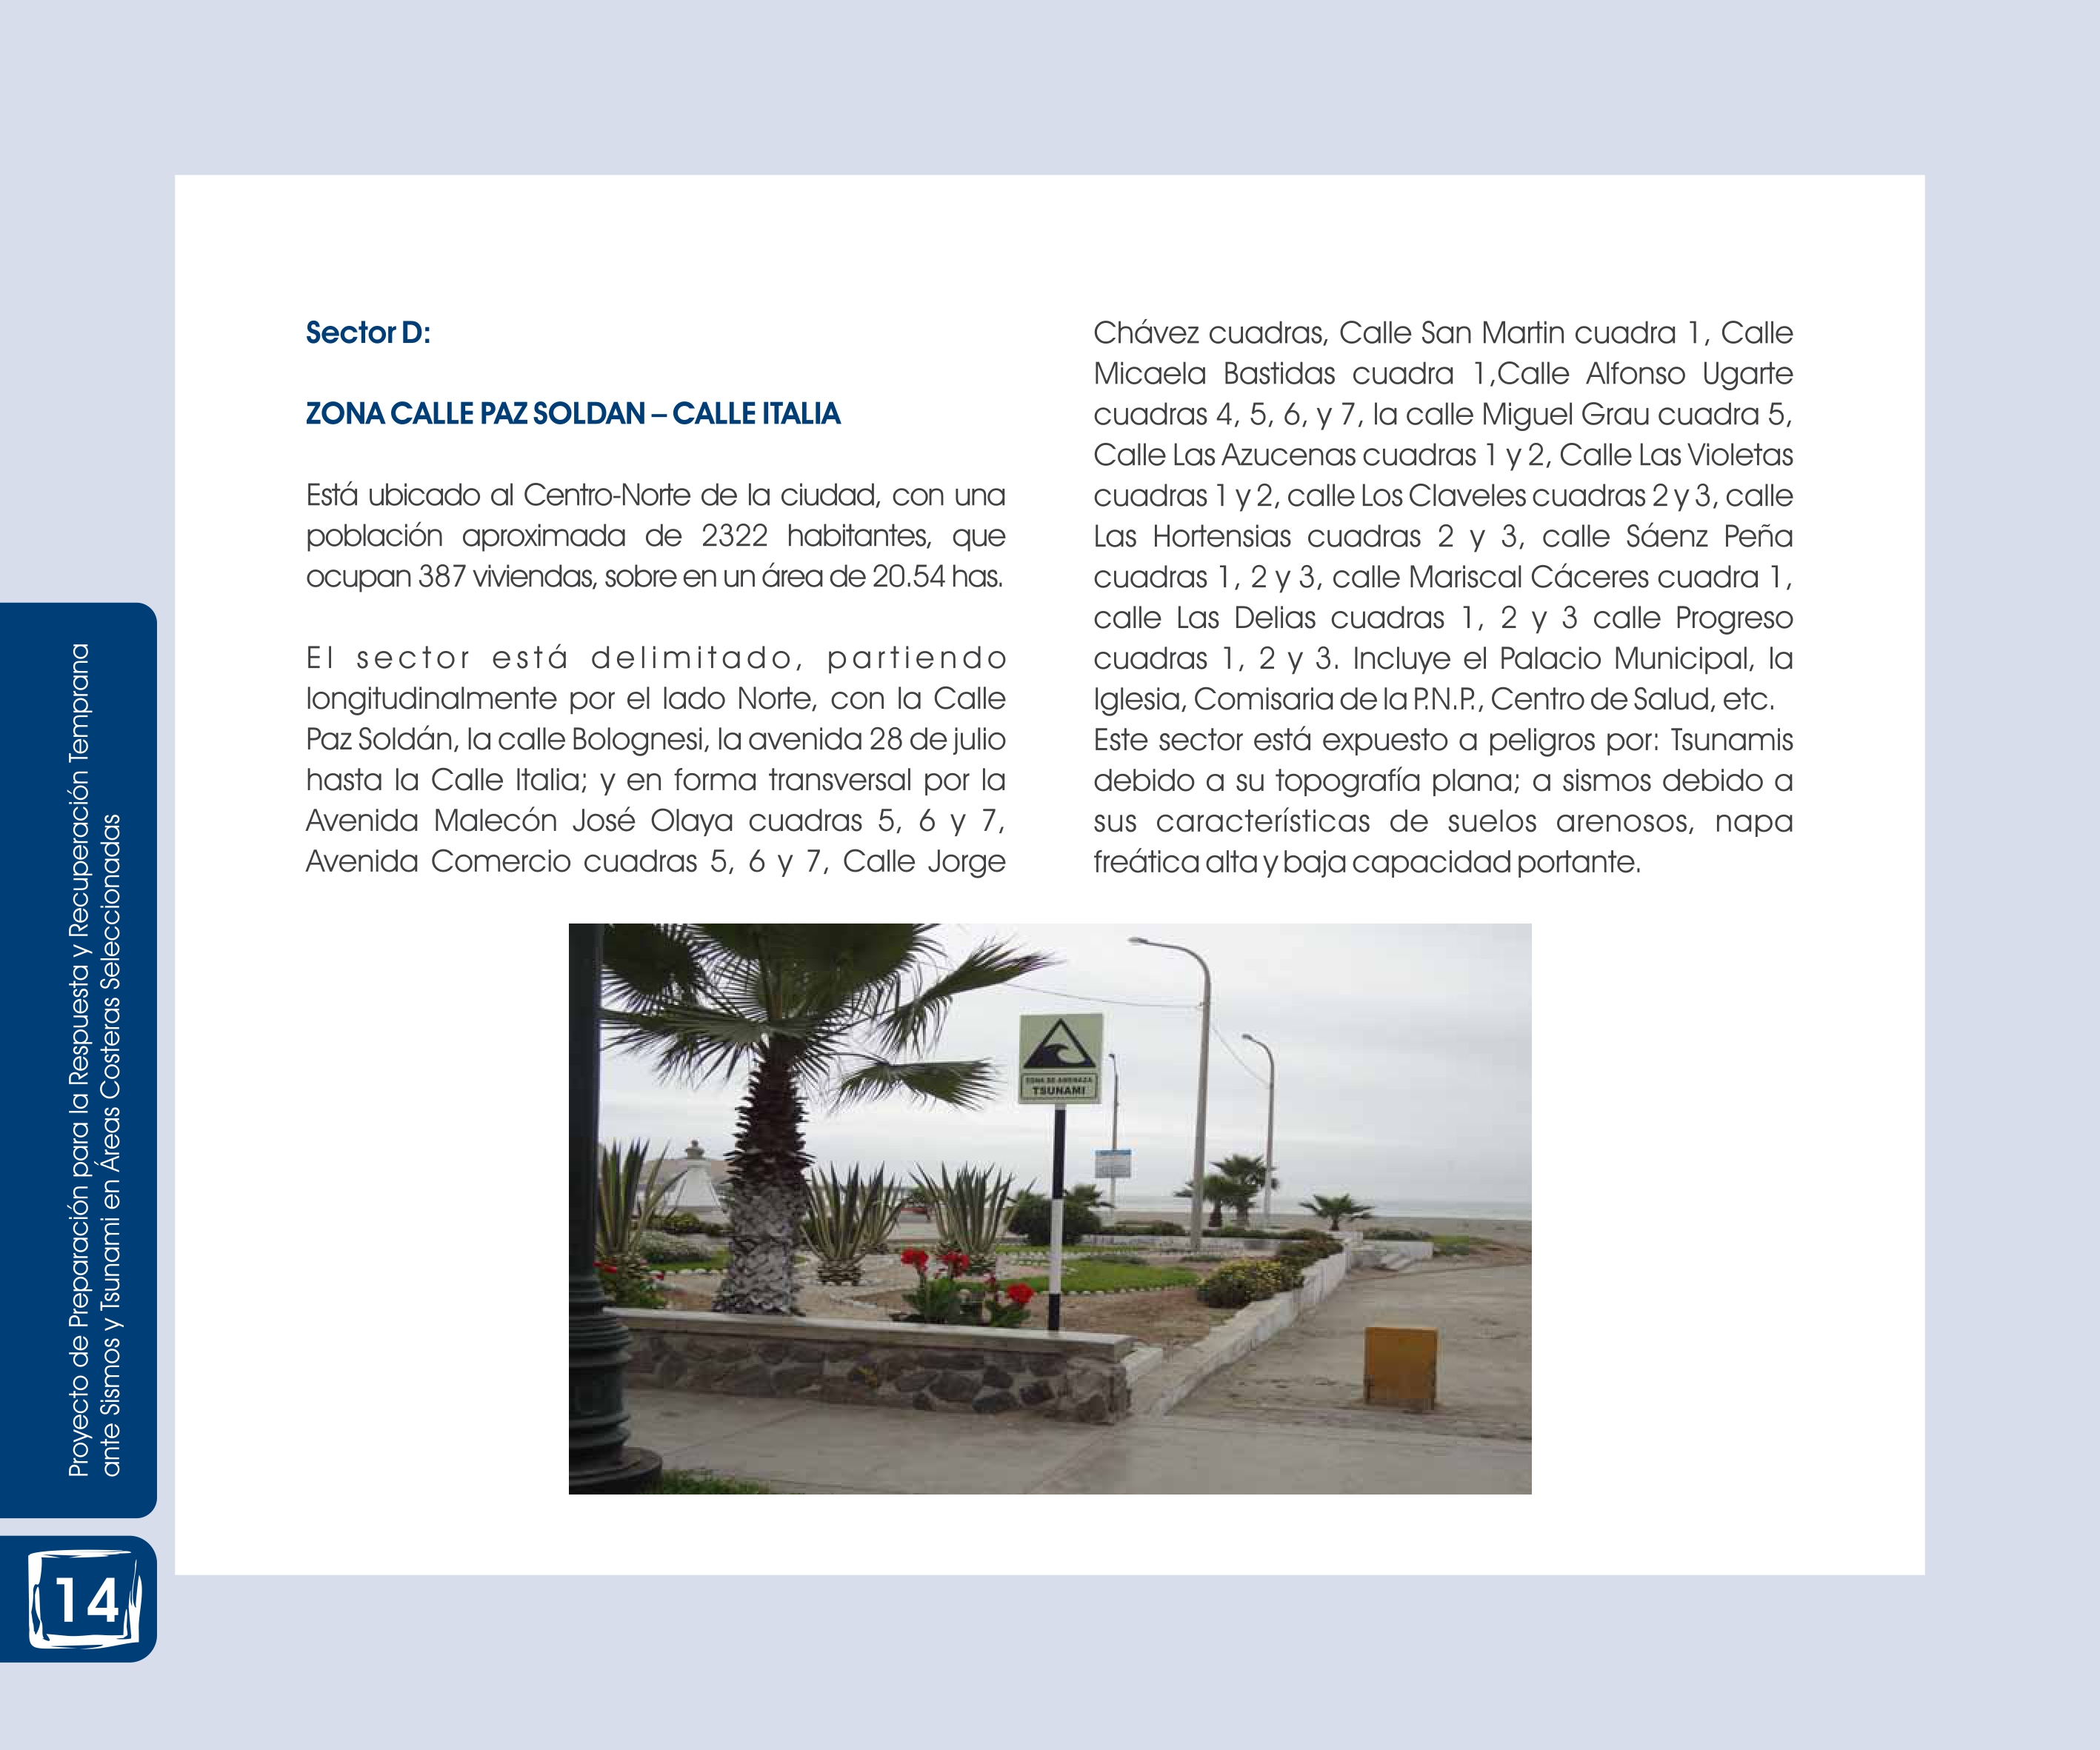 Sector D:
ZONA CALLE PAZ SOLDAN – CALLE ITALIA
Está ubicado al Centro-Norte de la ciudad, con una
población aproximada de 2322 habitantes, que
ocupan 387 viviendas, sobre en un área de 20.54 has.
El sector está delimitado, partiendo
longitudinalmente por el lado Norte, con la Calle
Paz Soldán, la calle Bolognesi, la avenida 28 de julio
hasta la Calle Italia; y en forma transversal por la
Avenida Malecón José Olaya cuadras 5, 6 y 7,
Avenida Comercio cuadras 5, 6 y 7, Calle Jorge
Chávez cuadras, Calle San Martin cuadra 1, Calle
Micaela Bastidas cuadra 1,Calle Alfonso Ugarte
cuadras 4, 5, 6, y 7, la calle Miguel Grau cuadra 5,
Calle Las Azucenas cuadras 1 y 2, Calle Las Violetas
cuadras 1 y 2, calle Los Claveles cuadras 2 y 3, calle
Las Hortensias cuadras 2 y 3, calle Sáenz Peña
cuadras 1, 2 y 3, calle Mariscal Cáceres cuadra 1,
calle Las Delias cuadras 1, 2 y 3 calle Progreso
cuadras 1, 2 y 3. Incluye el Palacio Municipal, la
Iglesia, Comisaria de la P.N.P., Centro de Salud, etc.
Este sector está expuesto a peligros por: Tsunamis
debido a su topografía plana; a sismos debido a
sus características de suelos arenosos, napa
freática alta y baja capacidad portante.
ZONA DE AMENAZA
TSUNAMI
Proyecto de Preparación para la Respuesta y Recuperación Temprana
ante Sismos y Tsunami en Áreas Costeras Seleccionadas
14